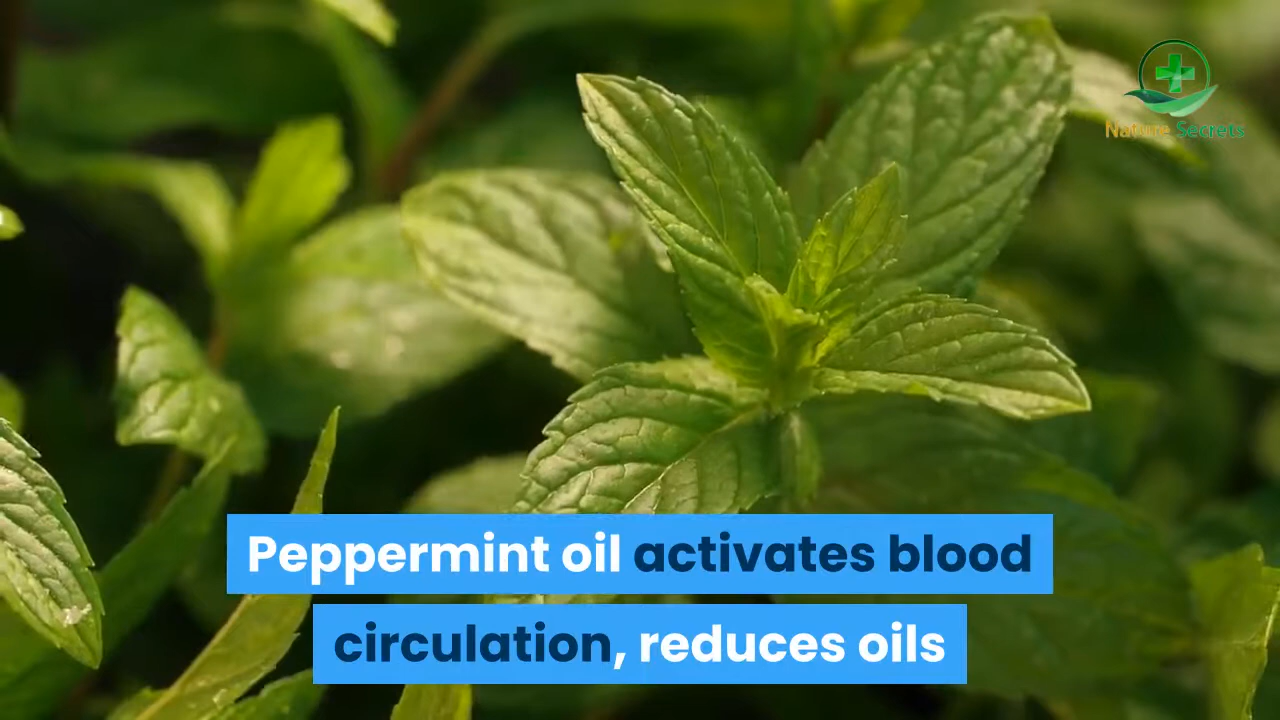 Nature Secrets
Peppermint oil activates blood
circulation, reduces oils